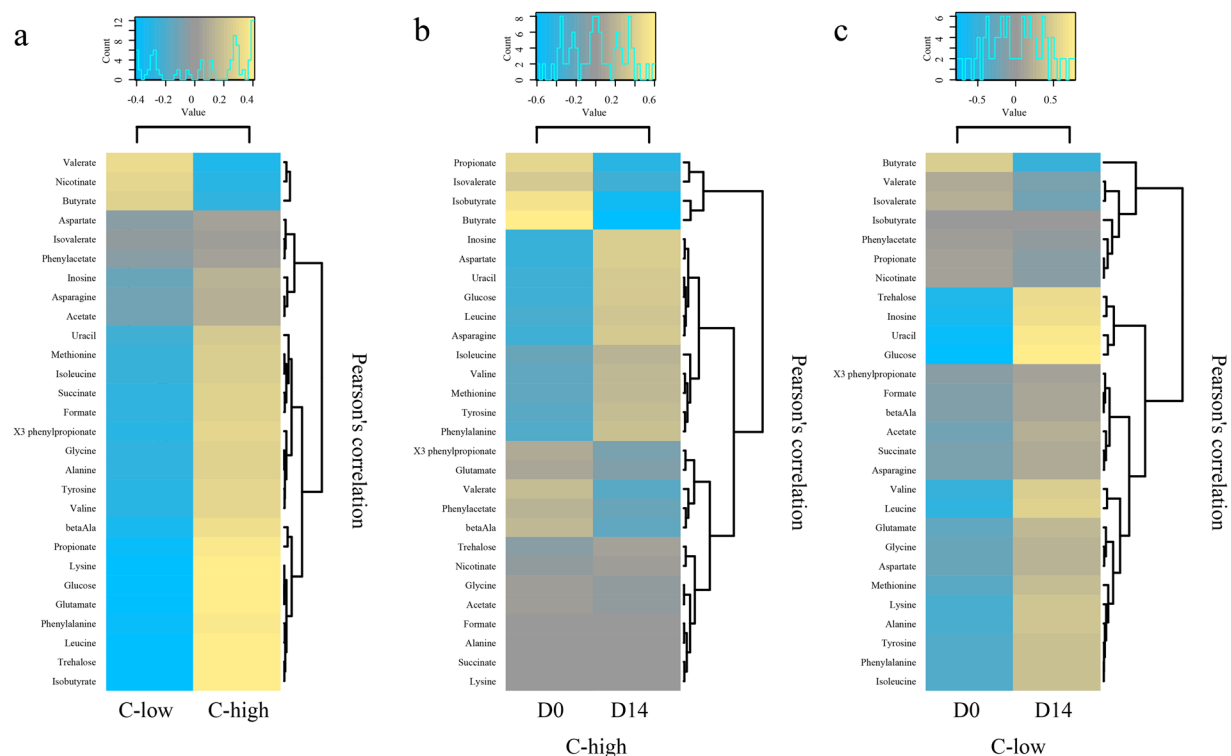 a
Count
0 4 8 12
-0.4 -0.2 0 0.2 0.4
Value
Valerate
Nicotinate
Butyrate
Aspartate
Isovalerate
Phenylacetate
Inosine
Asparagine
Acetate
Uracil
Methionine
Isoleucine
Succinate
Formate
X3 phenylpropionate
Glycine
Alanine
Tyrosine
Valine
betaAla
Propionate
Lysine
Glucose
Glutamate
Phenylalanine
Leucine
Trehalose
Isobutyrate
C-low C-high
Pearson's correlation
b
Count
0 2 4 6 8
-0.6 -0.2 0.2 0.6
Value
Propionate
Isovalerate
Isobutyrate
Butyrate
Inosine
Aspartate
Uracil
Glucose
Leucine
Asparagine
Isoleucine
Valine
Methionine
Tyrosine
Phenylalanine
X3 phenylpropionate
Glutamate
Valerate
Phenylacetate
betaAla
Trehalose
Nicotinate
Glycine
Acetate
Formate
Alanine
Succinate
Lysine
D0 D14
C-high
Pearson's correlation
c
Count
0 2 4 6
-0.5 0 0.5
Value
Butyrate
Valerate
Isovalerate
Isobutyrate
Phenylacetate
Propionate
Nicotinate
Trehalose
Inosine
Uracil
Glucose
X3 phenylpropionate
Formate
betaAla
Acetate
Succinate
Asparagine
Valine
Leucine
Glutamate
Glycine
Aspartate
Methionine
Lysine
Alanine
Tyrosine
Phenylalanine
Isoleucine
D0 D14
C-low
Pearson's correlation